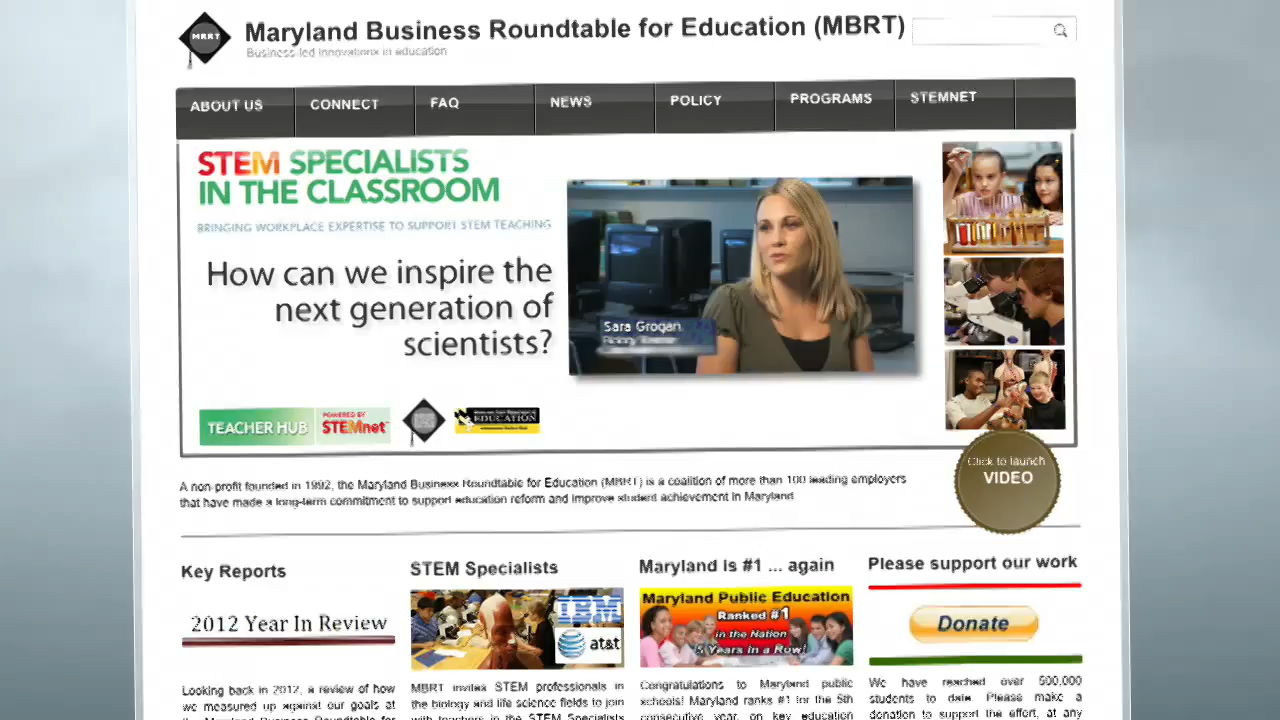 MBRT
Maryland Business Roundtable for Education (MBRT)
Business-led innovations in education
ABOUT US
CONNECT
FAQ
NEWS
POLICY
PROGRAMS
STEMNET
STEM SPECIALISTS
IN THE CLASSROOM
BRINGING WORKPLACE EXPERTISE TO SUPPORT STEM TEACHING
How can we inspire the
next generation of
scientists?
Sara Grogan
TEACHER HUB
POWERED BY
STEMnet
EDUCATION
Click to launch
VIDEO
A non-profit founded in 1992, the Maryland Business Roundtable for Education (MBRT) is a coalition of more than 100 leading employers
that have made a long-term commitment to support education reform and improve student achievement in Maryland.
Key Reports
2012 Year In Review
Looking back in 2012, a review of how
we measured up against our goals at
the Maryland Business Roundtable for
STEM Specialists
IBM
at&t
MBRT invites STEM professionals in
the biology and life science fields to join
with teachers in the STEM Specialists
Maryland is #1 ... again
Maryland Public Education
Ranked #1
in the Nation
5 Years in a Row!
Congratulations to Maryland public
schools! Maryland ranks #1 for the 5th
consecutive year, on key education
Please support our work
Donate
We have reached over 500,000
students to date. Please make a
donation to support the effort, at any